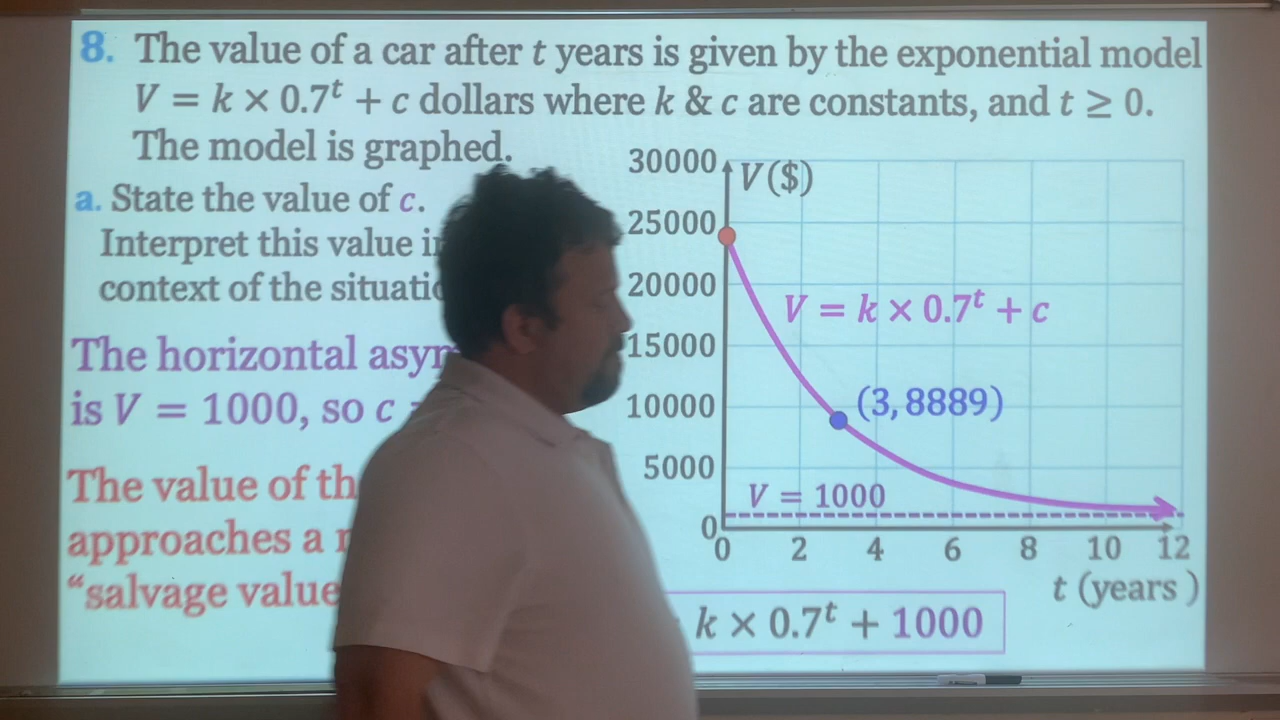 8. The value of a car after t years is given by the exponential model
V = k × 0.7ᵗ + c dollars where k & c are constants, and t ≥ 0.
The model is graphed.
a. State the value of c.
Interpret this value
context of the
The horizontal
is V = 1000, so c
The value of
approaches a
“salvage value
30000
25000
20000
15000
10000
5000
0
V ($)
V = k × 0.7ᵗ + c
(3, 8889)
V = 1000
0 2 4 6 8 10 12
t (years )
k × 0.7ᵗ + 1000